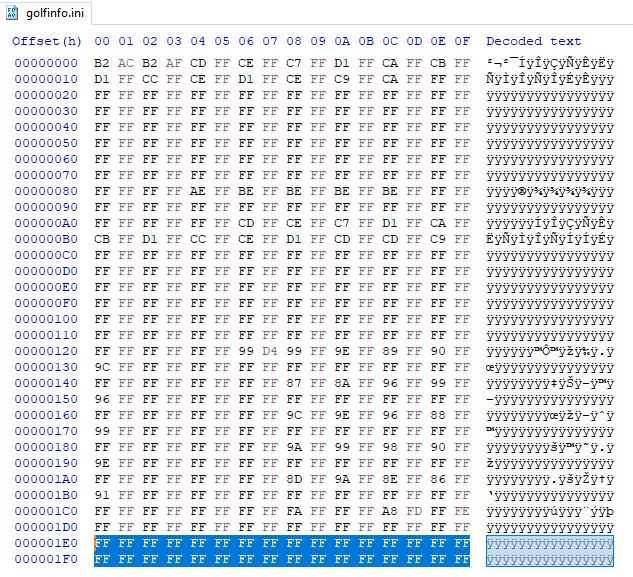 golfinfo.ini
Offset(h) 00 01 02 03 04 05 06 07 08 09 0A 0B 0C 0D 0E 0F Decoded text
00000000 B2 AC B2 AF CD FF CE FF C7 FF D1 FF CA FF CB FF ²¬²¯ÍÿÎÿÇÿÑÿÊÿËÿ
00000010 D1 FF CC FF CE FF D1 FF CE FF C9 FF CA FF FF FF ÑÿÌÿÎÿÑÿÎÿÉÿÊÿÿÿ
00000020 FF FF FF FF FF FF FF FF FF FF FF FF FF FF FF FF ÿÿÿÿÿÿÿÿÿÿÿÿÿÿÿÿ
00000030 FF FF FF FF FF FF FF FF FF FF FF FF FF FF FF FF ÿÿÿÿÿÿÿÿÿÿÿÿÿÿÿÿ
00000040 FF FF FF FF FF FF FF FF FF FF FF FF FF FF FF FF ÿÿÿÿÿÿÿÿÿÿÿÿÿÿÿÿ
00000050 FF FF FF FF FF FF FF FF FF FF FF FF FF FF FF FF ÿÿÿÿÿÿÿÿÿÿÿÿÿÿÿÿ
00000060 FF FF FF FF FF FF FF FF FF FF FF FF FF FF FF FF ÿÿÿÿÿÿÿÿÿÿÿÿÿÿÿÿ
00000070 FF FF FF FF FF FF FF FF FF FF FF FF FF FF FF FF ÿÿÿÿÿÿÿÿÿÿÿÿÿÿÿÿ
00000080 FF FF FF FF AE FF BE FF BE FF BE FF BE FF FF FF ÿÿÿÿ®ÿ¾ÿ¾ÿ¾ÿ¾ÿÿÿ
00000090 FF FF FF FF FF FF FF FF FF FF FF FF FF FF FF FF ÿÿÿÿÿÿÿÿÿÿÿÿÿÿÿÿ
000000A0 FF FF FF FF FF FF CD FF CE FF C7 FF D1 FF CA FF ÿÿÿÿÿÿÍÿÎÿÇÿÑÿÊÿ
000000B0 CB FF D1 FF CC FF CE FF D1 FF CD FF CD FF C9 FF ËÿÑÿÌÿÎÿÑÿÍÿÍÿÉÿ
000000C0 FF FF FF FF FF FF FF FF FF FF FF FF FF FF FF FF ÿÿÿÿÿÿÿÿÿÿÿÿÿÿÿÿ
000000D0 FF FF FF FF FF FF FF FF FF FF FF FF FF FF FF FF ÿÿÿÿÿÿÿÿÿÿÿÿÿÿÿÿ
000000E0 FF FF FF FF FF FF FF FF FF FF FF FF FF FF FF FF ÿÿÿÿÿÿÿÿÿÿÿÿÿÿÿÿ
000000F0 FF FF FF FF FF FF FF FF FF FF FF FF FF FF FF FF ÿÿÿÿÿÿÿÿÿÿÿÿÿÿÿÿ
00000100 FF FF FF FF FF FF FF FF FF FF FF FF FF FF FF FF ÿÿÿÿÿÿÿÿÿÿÿÿÿÿÿÿ
00000110 FF FF FF FF FF FF FF FF FF FF FF FF FF FF FF FF ÿÿÿÿÿÿÿÿÿÿÿÿÿÿÿÿ
00000120 FF FF FF FF FF FF 99 D4 99 FF 9E FF 89 FF 90 FF ÿÿÿÿÿÿ™Ô™ÿžÿ‰ÿ.ÿ
00000130 9C FF FF FF FF FF FF FF FF FF FF FF FF FF FF FF œÿÿÿÿÿÿÿÿÿÿÿÿÿÿÿ
00000140 FF FF FF FF FF FF FF FF 87 FF 8A FF 96 FF 99 FF ÿÿÿÿÿÿÿÿ‡ÿŠÿ–ÿ™ÿ
00000150 96 FF FF FF FF FF FF FF FF FF FF FF FF FF FF FF –ÿÿÿÿÿÿÿÿÿÿÿÿÿÿÿ
00000160 FF FF FF FF FF FF FF FF 9C FF 9E FF 96 FF 88 FF ÿÿÿÿÿÿÿÿœÿžÿ–ÿˆÿ
00000170 99 FF FF FF FF FF FF FF FF FF FF FF FF FF FF FF ™ÿÿÿÿÿÿÿÿÿÿÿÿÿÿÿ
00000180 FF FF FF FF FF FF FF FF 9A FF 99 FF 98 FF 90 FF ÿÿÿÿÿÿÿÿšÿ™ÿ˜ÿ.ÿ
00000190 9E FF FF FF FF FF FF FF FF FF FF FF FF FF FF FF žÿÿÿÿÿÿÿÿÿÿÿÿÿÿÿ
000001A0 FF FF FF FF FF FF FF FF 8D FF 9A FF 8E FF 86 FF ÿÿÿÿÿÿÿÿ.ÿšÿŽÿ†ÿ
000001B0 91 FF FF FF FF FF FF FF FF FF FF FF FF FF FF FF ‘ÿÿÿÿÿÿÿÿÿÿÿÿÿÿÿ
000001C0 FF FF FF FF FF FF FF FF FA FF FF FF A8 FD FF FE ÿÿÿÿÿÿÿÿúÿÿÿ¨ýÿþ
000001D0 FF FF FF FF FF FF FF FF FF FF FF FF FF FF FF FF ÿÿÿÿÿÿÿÿÿÿÿÿÿÿÿÿ
000001E0 FF FF FF FF FF FF FF FF FF FF FF FF FF FF FF FF ÿÿÿÿÿÿÿÿÿÿÿÿÿÿÿÿ
000001F0 FF FF FF FF FF FF FF FF FF FF FF FF FF FF FF FF ÿÿÿÿÿÿÿÿÿÿÿÿÿÿÿÿ